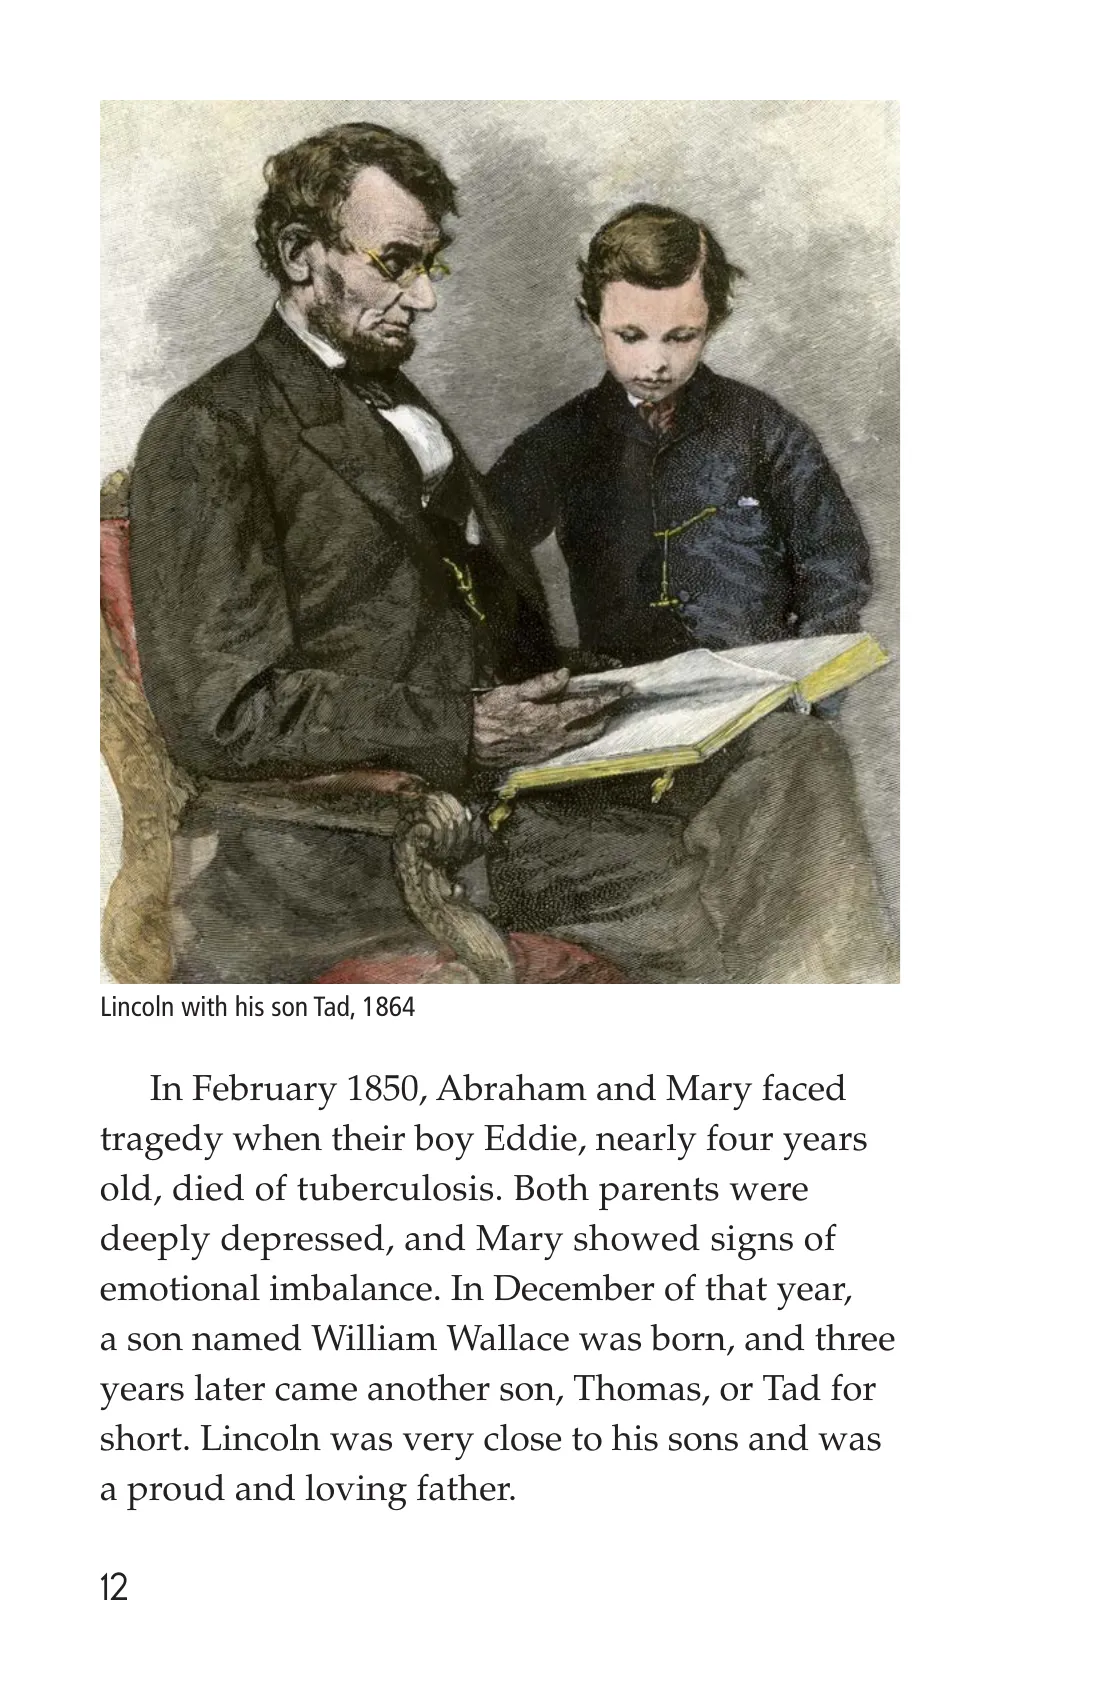 Lincoln with his son Tad, 1864
In February 1850, Abraham and Mary faced
tragedy when their boy Eddie, nearly four years
old, died of tuberculosis. Both parents were
deeply depressed, and Mary showed signs of
emotional imbalance. In December of that year,
a son named William Wallace was born, and three
years later came another son, Thomas, or Tad for
short. Lincoln was very close to his sons and was
a proud and loving father.
12